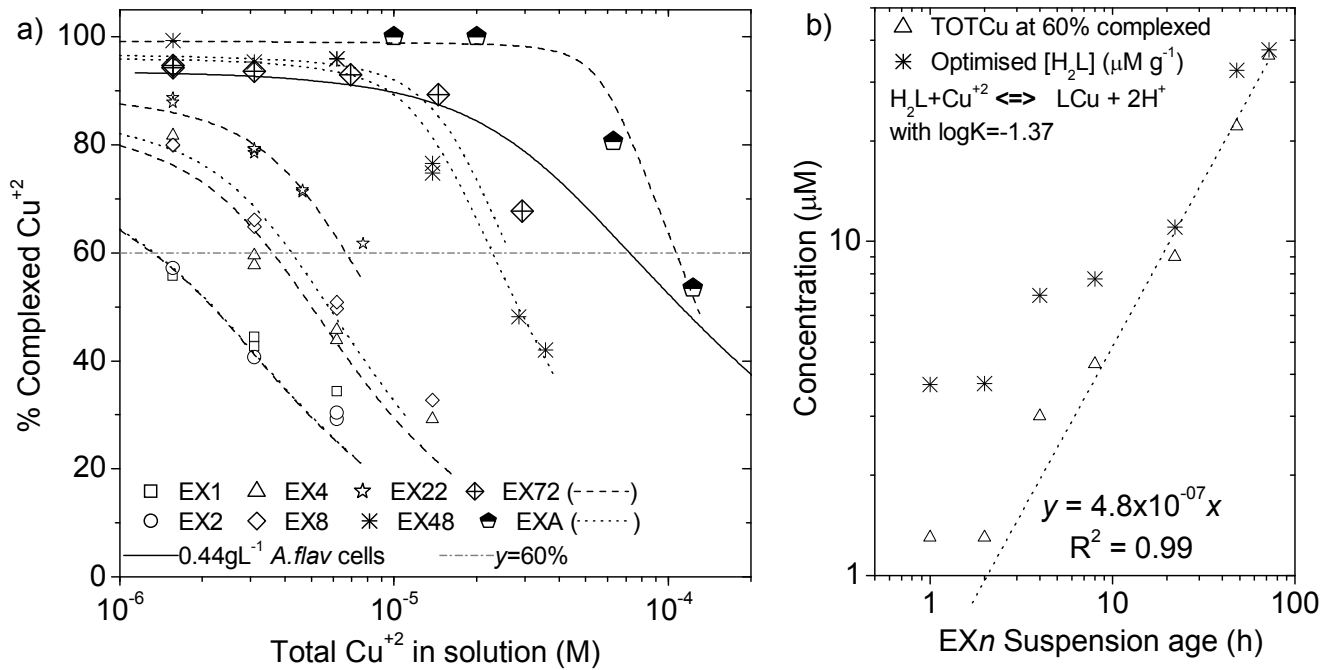 a)
100
80
60
40
20
0
% Complexed Cu+2
10-6
10-5
10-4
Total Cu+2 in solution (M)
EX1 EX4 EX22 EX72 ( )
EX2 EX8 EX48 EXA ( )
0.44gL-1 A.flav cells y=60%
b)
TOTCu at 60% complexed
Optimised [H2L] (μM g-1)
H2L+Cu+2 <=> LCu + 2H+
with logK=-1.37
Concentration (μM)
10
1
y = 4.8x10-07 x
R2 = 0.99
1
10
100
EXn Suspension age (h)